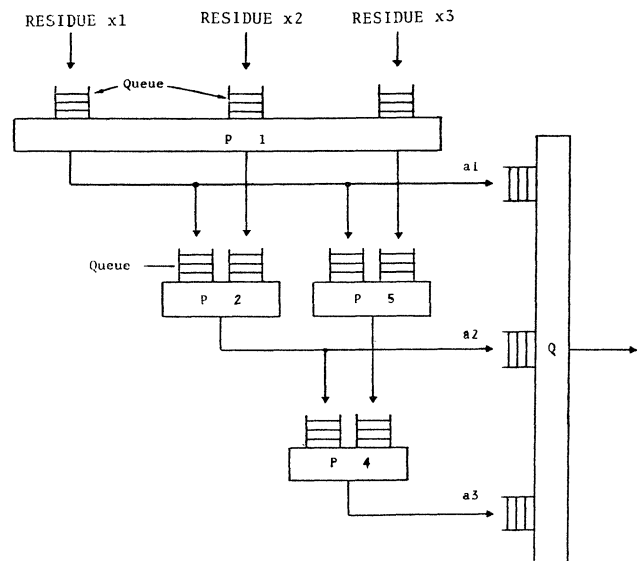 RESIDUE x1 RESIDUE x2 RESIDUE x3
Queue
P 1
a1
Queue
P 2
P 5
a2
Q
P 4
a3